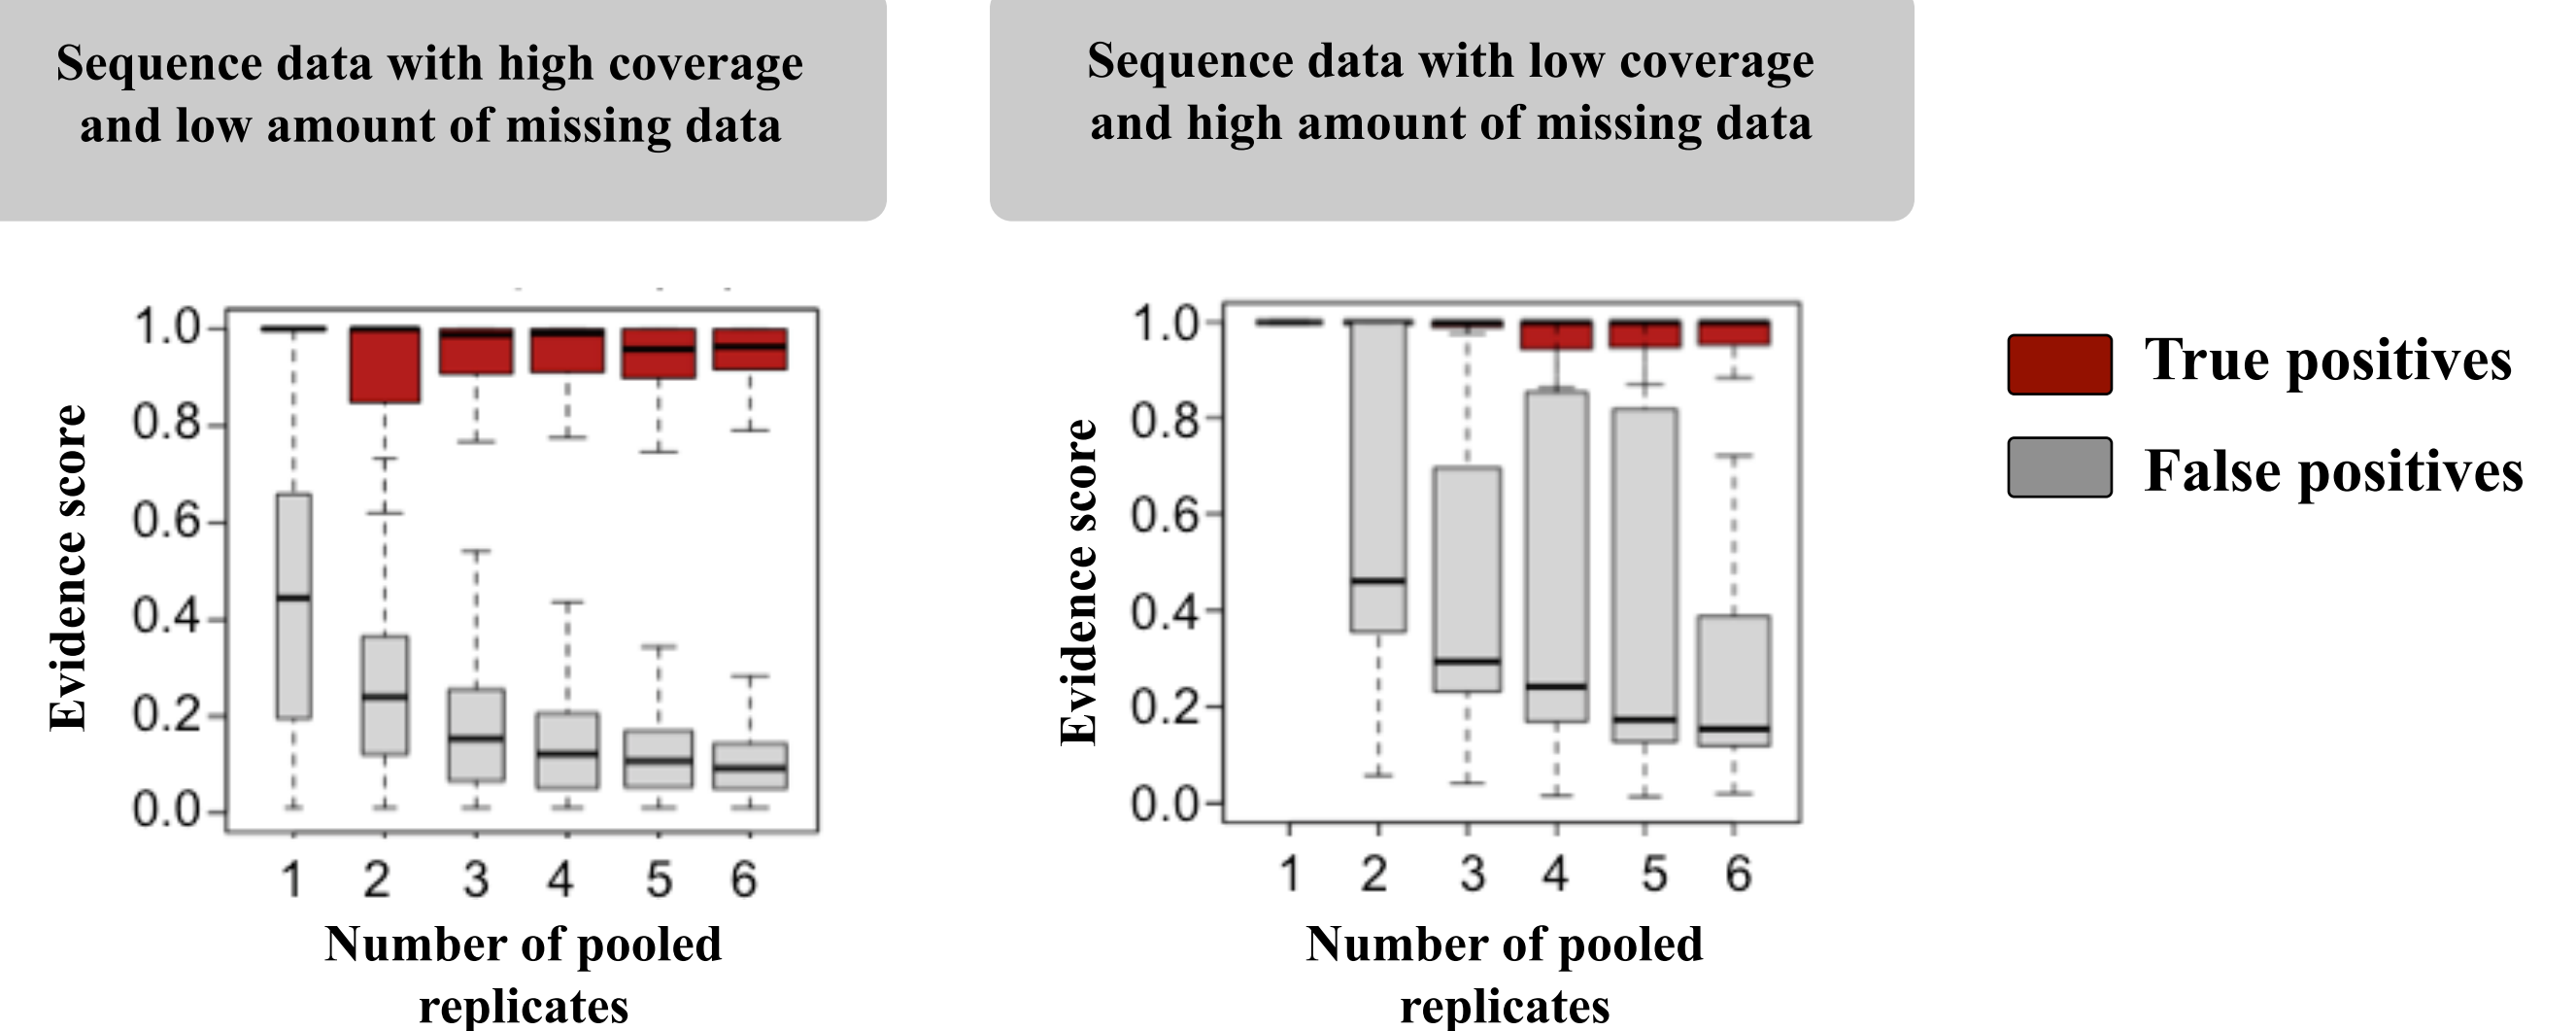 Sequence data with high coverage
and low amount of missing data
Sequence data with low coverage
and high amount of missing data
Evidence score
1.0
0.8
0.6
0.4
0.2
0.0
1 2 3 4 5 6
Number of pooled
replicates
Evidence score
1.0
0.8
0.6
0.4
0.2
0.0
1 2 3 4 5 6
Number of pooled
replicates
True positives
False positives